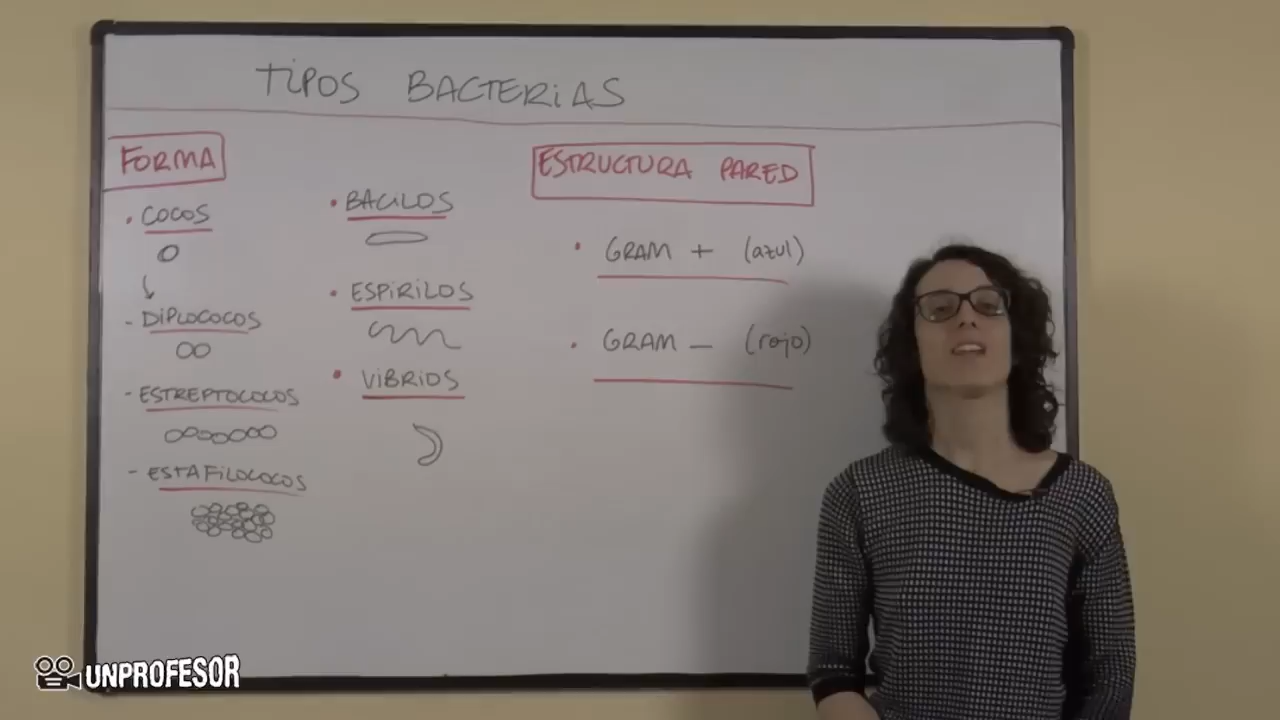 TIPOS BACTERIAS
FORMA
• COCOS
- DIPLOCOCOS
- ESTREPTOCOCOS
- ESTAFILOCOCOS
• BACILOS
• ESPIRILOS
• VIBRIOS
ESTRUCTURA PARED
• GRAM + (azul)
• GRAM - (rojo)
UNPROFESOR